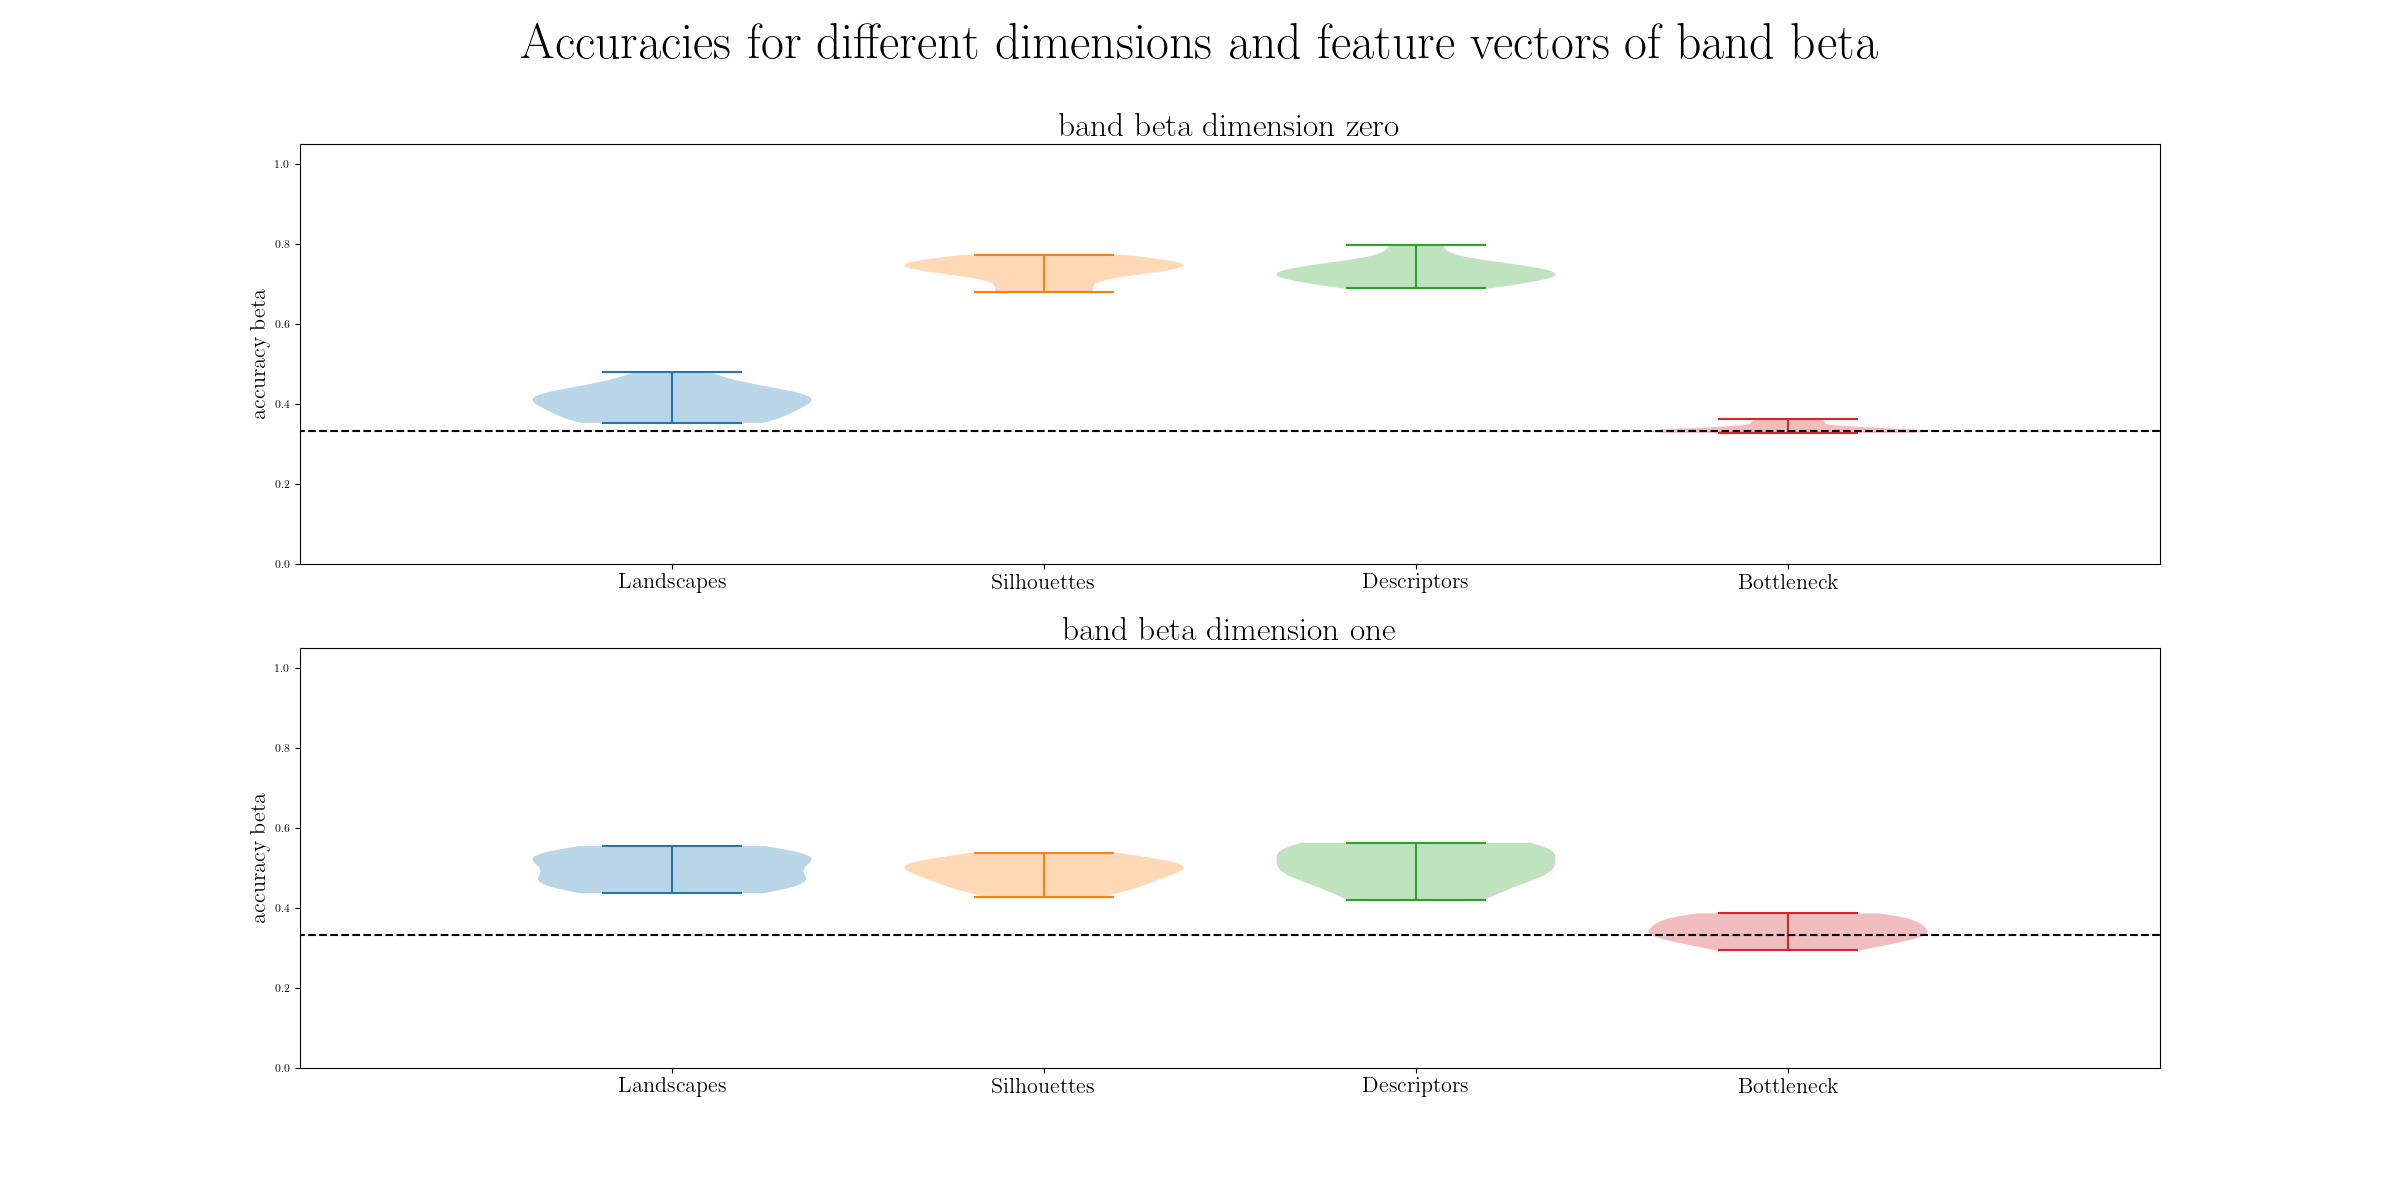 Accuracies for different dimensions and feature vectors of band beta
band beta dimension zero
1.0
0.8
0.6
0.4
0.2
0.0
accuracy beta
Landscapes Silhouettes Descriptors Bottleneck
band beta dimension one
1.0
0.8
0.6
0.4
0.2
0.0
accuracy beta
Landscapes Silhouettes Descriptors Bottleneck